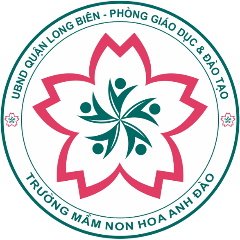 UBND QUẬN LONG BIÊN - PHÒNG GIÁO DỤC & ĐÀO TẠO
TRƯỜNG MẦM NON HOA ANH ĐÀO